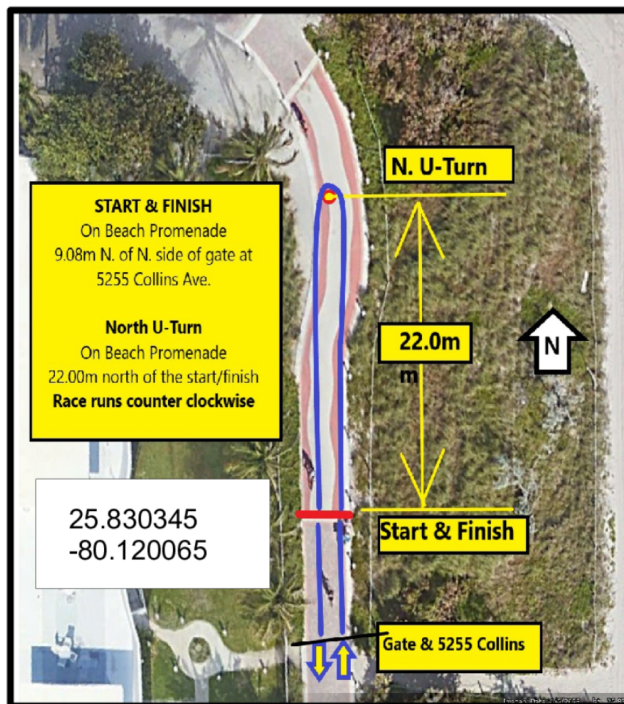 N. U-Turn
START & FINISH
On Beach Promenade
9.08m N. of N. side of gate at
5255 Collins Ave.
North U-Turn
On Beach Promenade
22.00m north of the start/finish
Race runs counter clockwise
22.0m
m
N
25.830345
-80.120065
Start & Finish
Gate & 5255 Collins